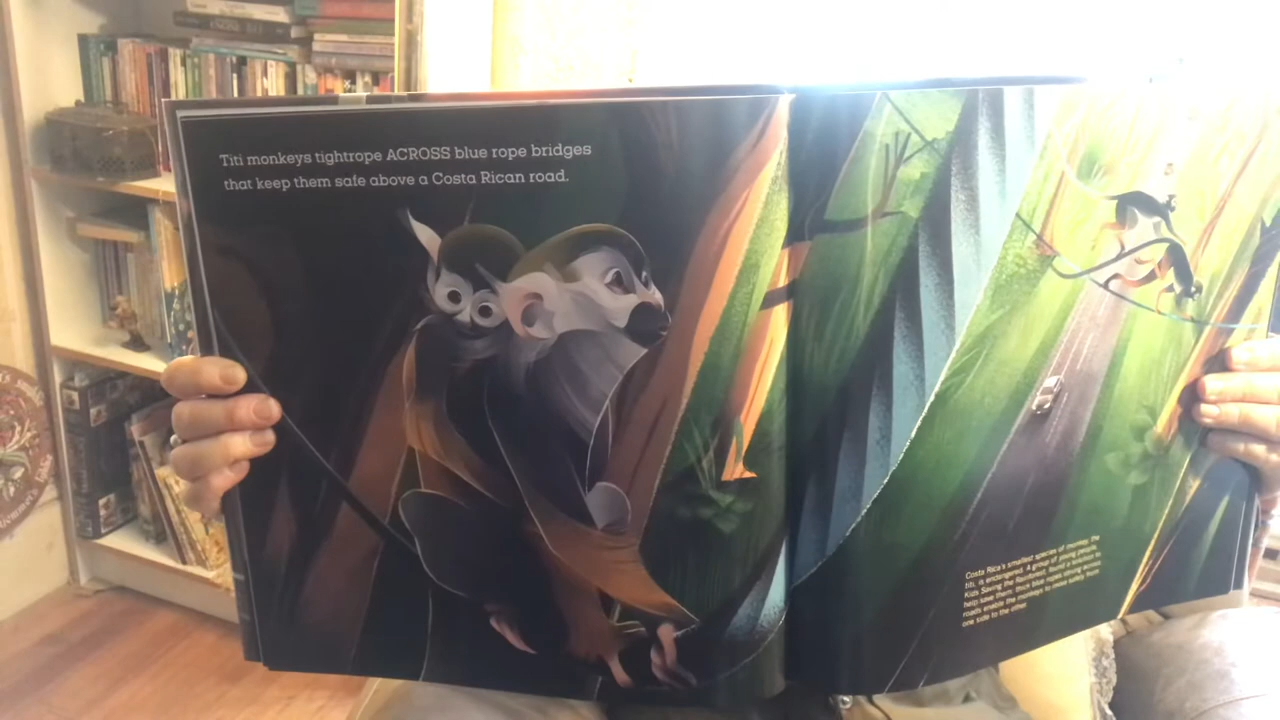 Titi monkeys tightrope ACROSS blue rope bridges
that keep them safe above a Costa Rican road.
Costa Rica's smallest species of monkey, the
titi, is endangered. A group of young people,
Kids Saving the Rainforest, found a solution to
help save them: thick blue ropes strung across
roads enable the monkeys to move safely from
one side to the other.